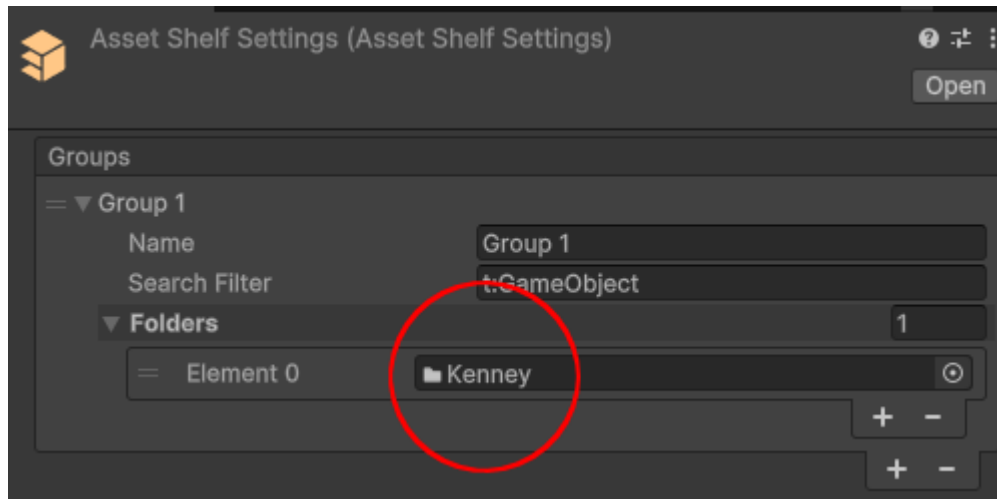 Asset Shelf Settings (Asset Shelf Settings)
Open
Groups
Group 1
Name Group 1
Search Filter t:GameObject
Folders 1
Element 0 Kenney
+ −
+ −